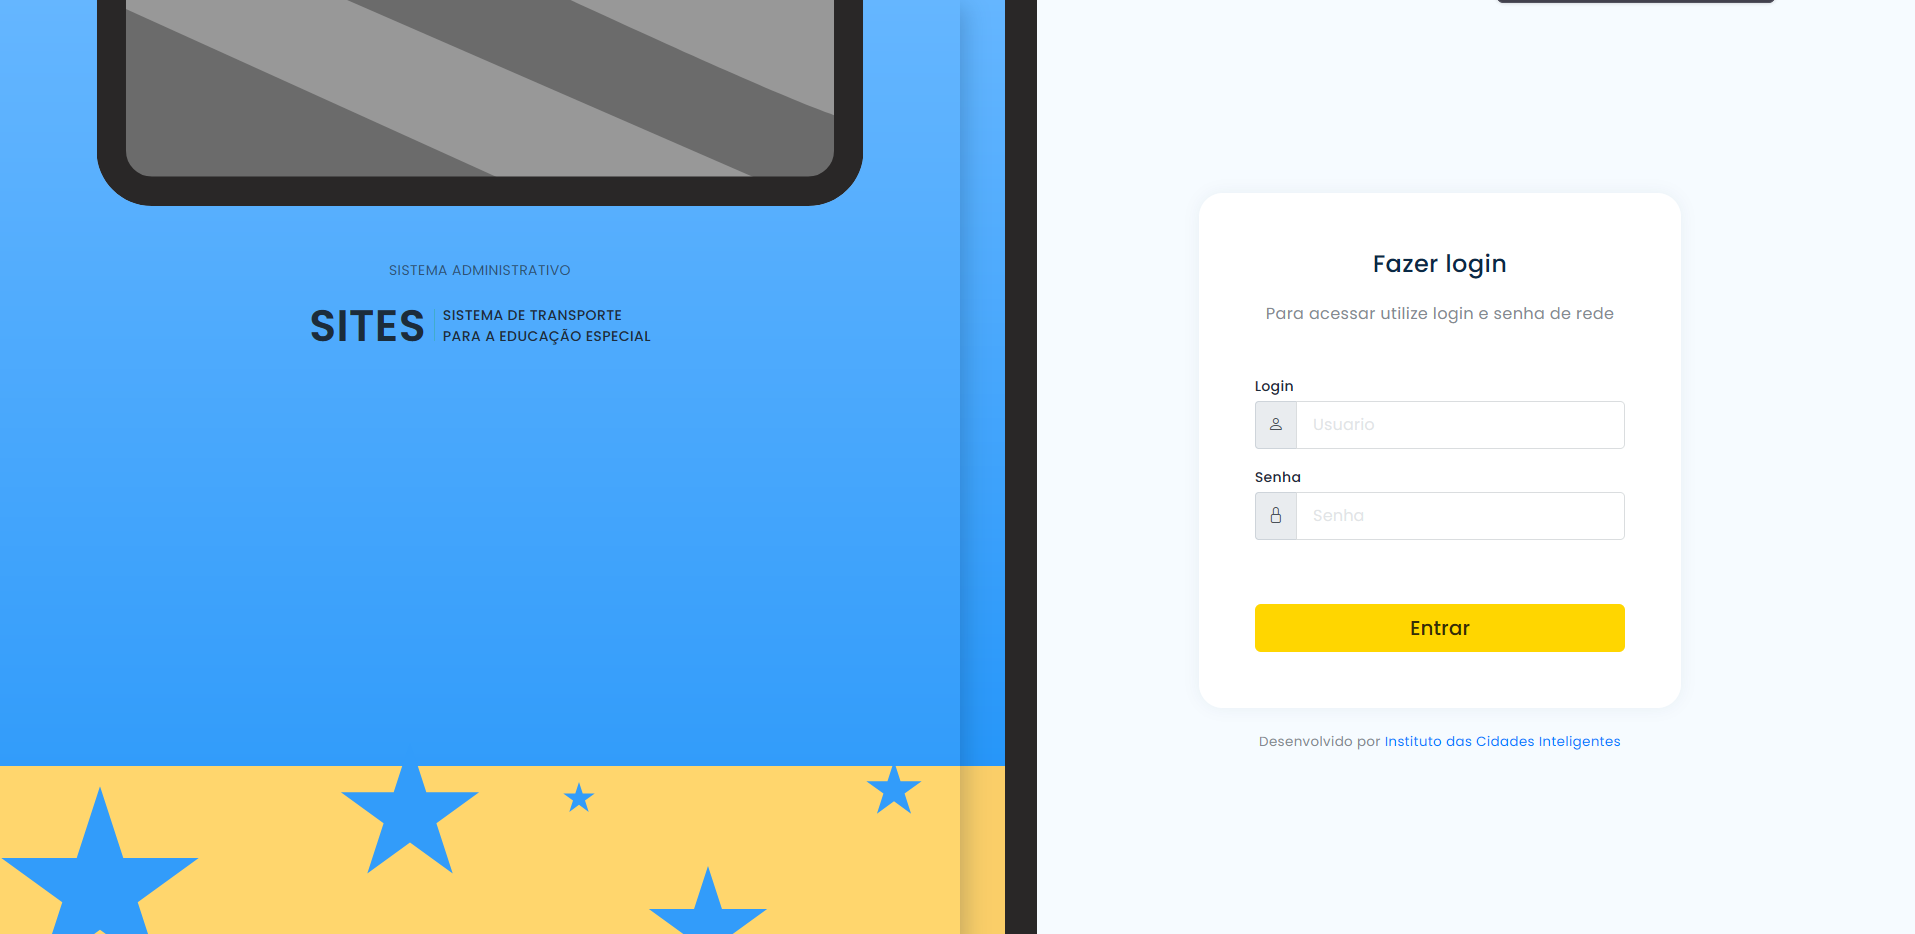 SISTEMA ADMINISTRATIVO
SITES
SISTEMA DE TRANSPORTE
PARA A EDUCAÇÃO ESPECIAL
Fazer login
Para acessar utilize login e senha de rede
Login
Usuario
Senha
Senha
Entrar
Desenvolvido por Instituto das Cidades Inteligentes